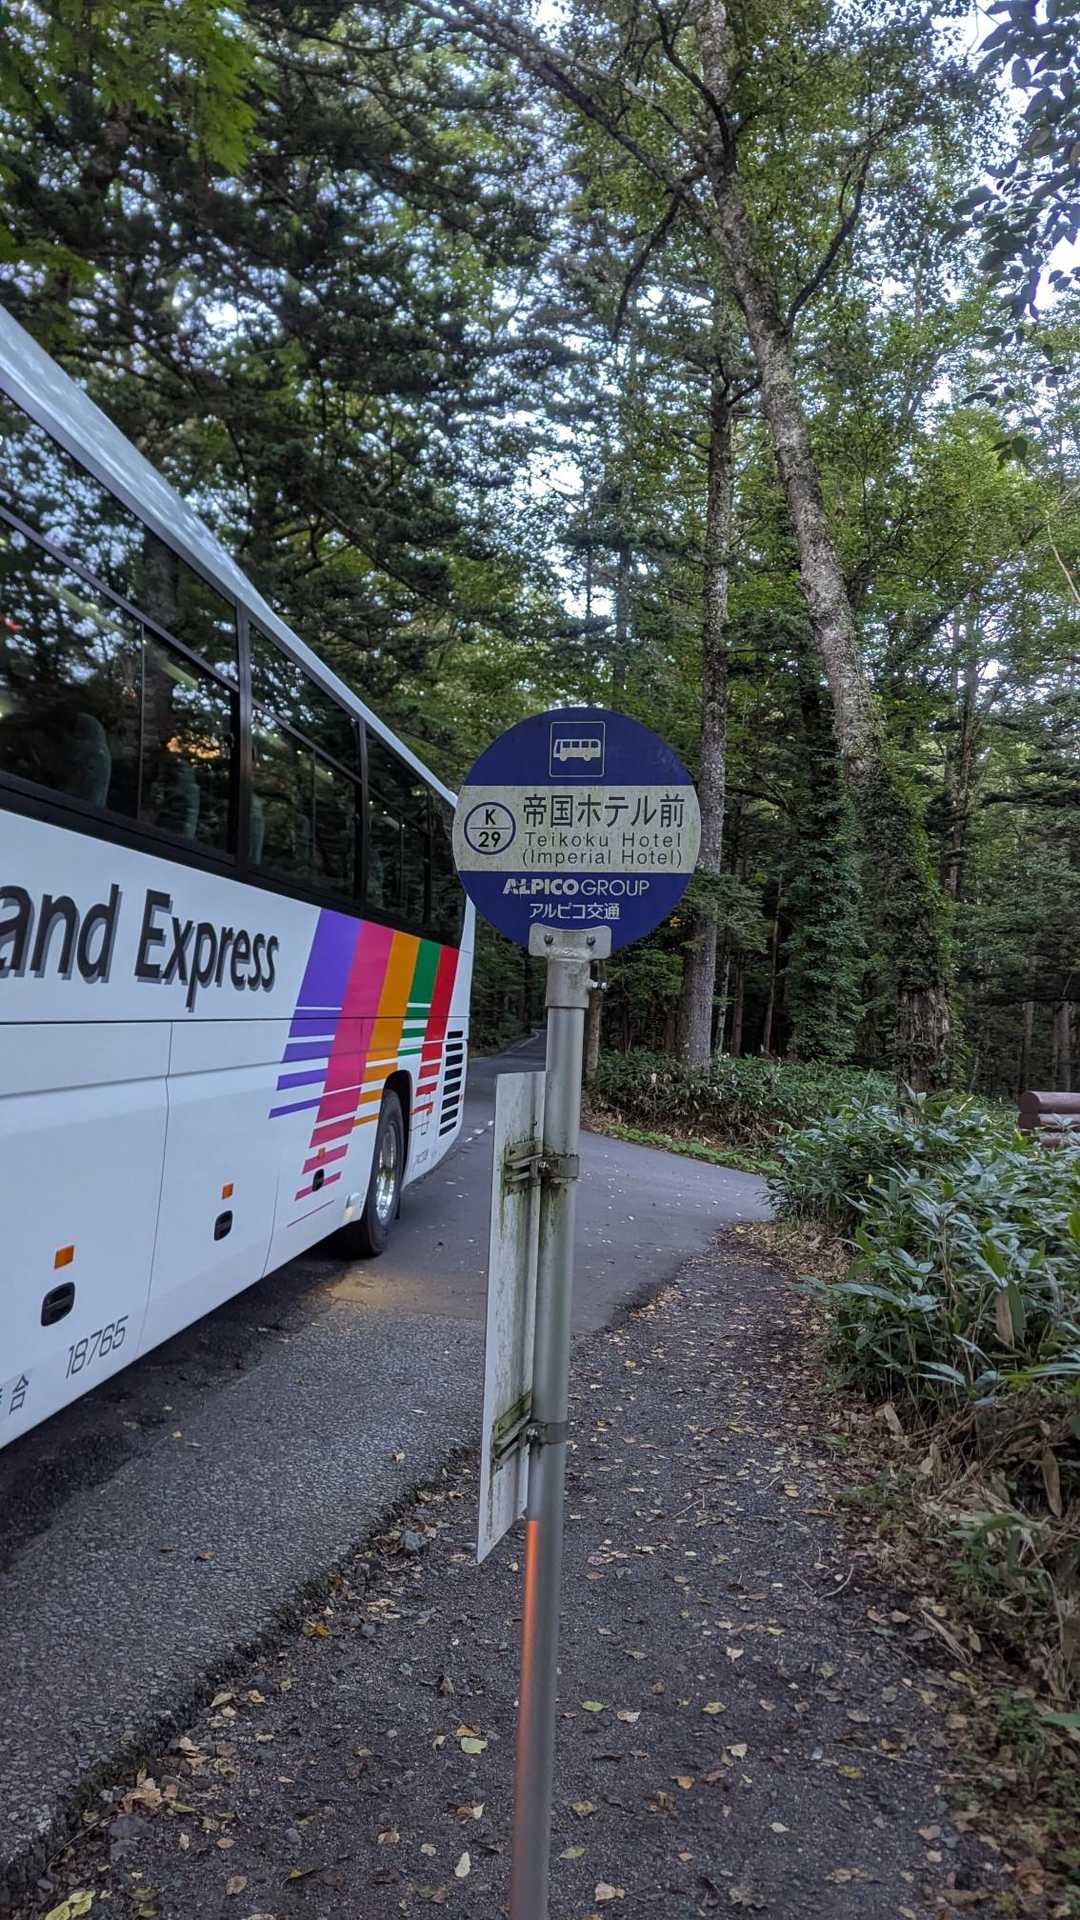 K
29
帝国ホテル前
Teikoku Hotel
(Imperial Hotel)
ALPICO GROUP
アルピコ交通
and Express
18765
合